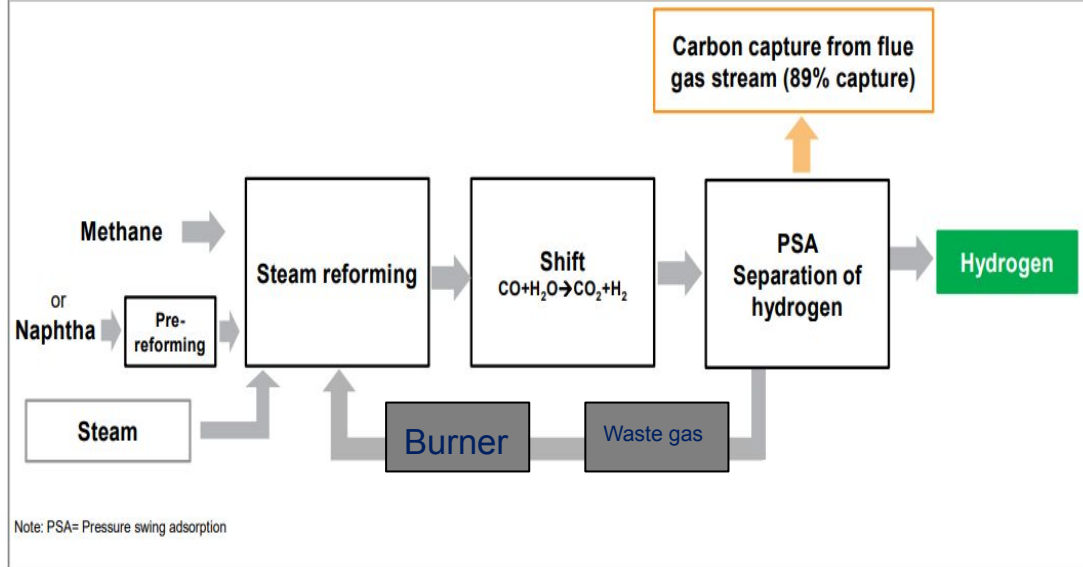 Carbon capture from flue
gas stream (89% capture)
Methane
or
Naphtha
Pre-
reforming
Steam
Steam reforming
Shift
CO+H₂O→CO₂+H₂
PSA
Separation of
hydrogen
Hydrogen
Burner
Waste gas
Note: PSA= Pressure swing adsorption